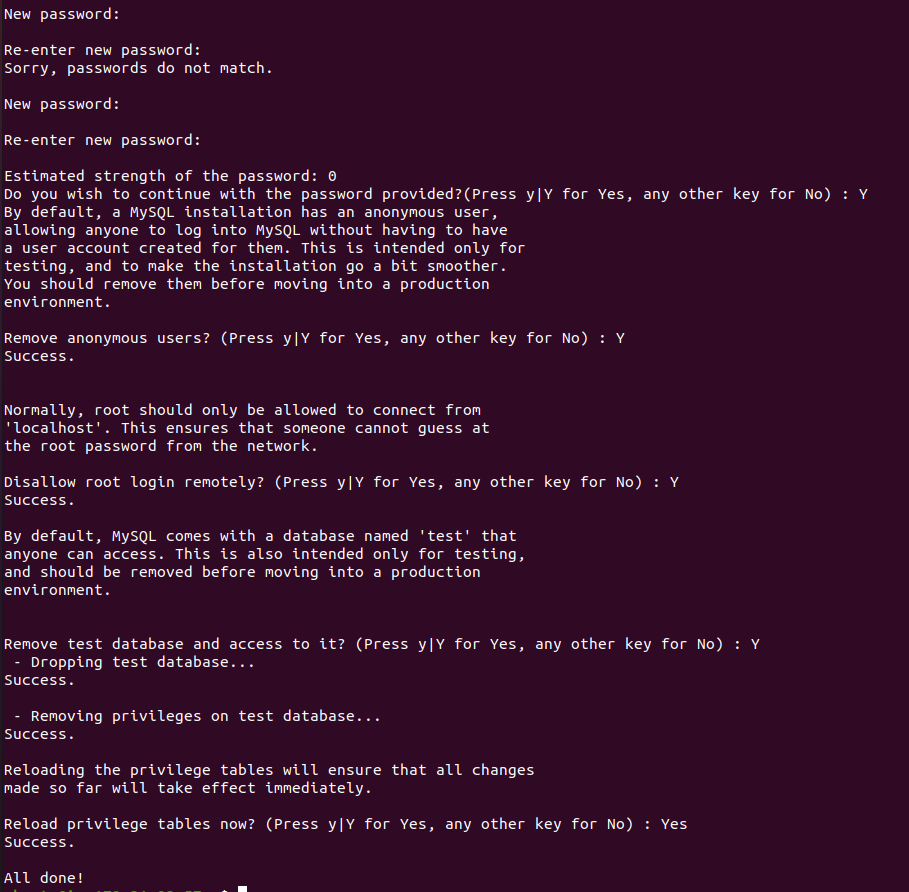 New password:
Re-enter new password:
Sorry, passwords do not match.
New password:
Re-enter new password:
Estimated strength of the password: 0
Do you wish to continue with the password provided?(Press y|Y for Yes, any other key for No) : Y
By default, a MySQL installation has an anonymous user,
allowing anyone to log into MySQL without having to have
a user account created for them. This is intended only for
testing, and to make the installation go a bit smoother.
You should remove them before moving into a production
environment.
Remove anonymous users? (Press y|Y for Yes, any other key for No) : Y
Success.
Normally, root should only be allowed to connect from
'localhost'. This ensures that someone cannot guess at
the root password from the network.
Disallow root login remotely? (Press y|Y for Yes, any other key for No) : Y
Success.
By default, MySQL comes with a database named 'test' that
anyone can access. This is also intended only for testing,
and should be removed before moving into a production
environment.
Remove test database and access to it? (Press y|Y for Yes, any other key for No) : Y
- Dropping test database...
Success.
- Removing privileges on test database...
Success.
Reloading the privilege tables will ensure that all changes
made so far will take effect immediately.
Reload privilege tables now? (Press y|Y for Yes, any other key for No) : Yes
Success.
All done!